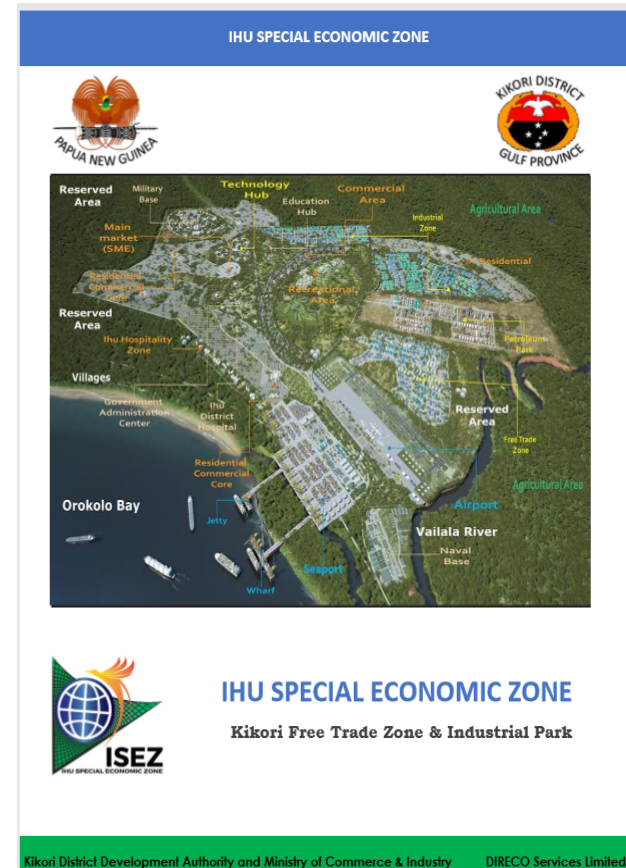 IHU SPECIAL ECONOMIC ZONE
PAPUA NEW GUINEA
KIKORI DISTRICT
GULF PROVINCE
Reserved
Area
Military
Base
Technology
Hub
Education
Hub
Commercial
Area
Industrial
Zone
Agricultural Area
Main
market
(SME)
Residential
Residential
Commercial
Core
Recreational
Area
Reserved
Area
Ihu Hospitality
Zone
Petroleum
Park
Villages
Government
Administration
Center
Ihu
District
Hospital
Reserved
Area
Free Trade
Zone
Residential
Commercial
Core
Agricultural Area
Orokolo Bay
Jetty
Airport
Vailala River
Naval
Base
Seaport
Wharf
ISEZ
IHU SPECIAL ECONOMIC ZONE
IHU SPECIAL ECONOMIC ZONE
Kikori Free Trade Zone & Industrial Park
Kikori District Development Authority and Ministry of Commerce & Industry DIRECO Services Limited